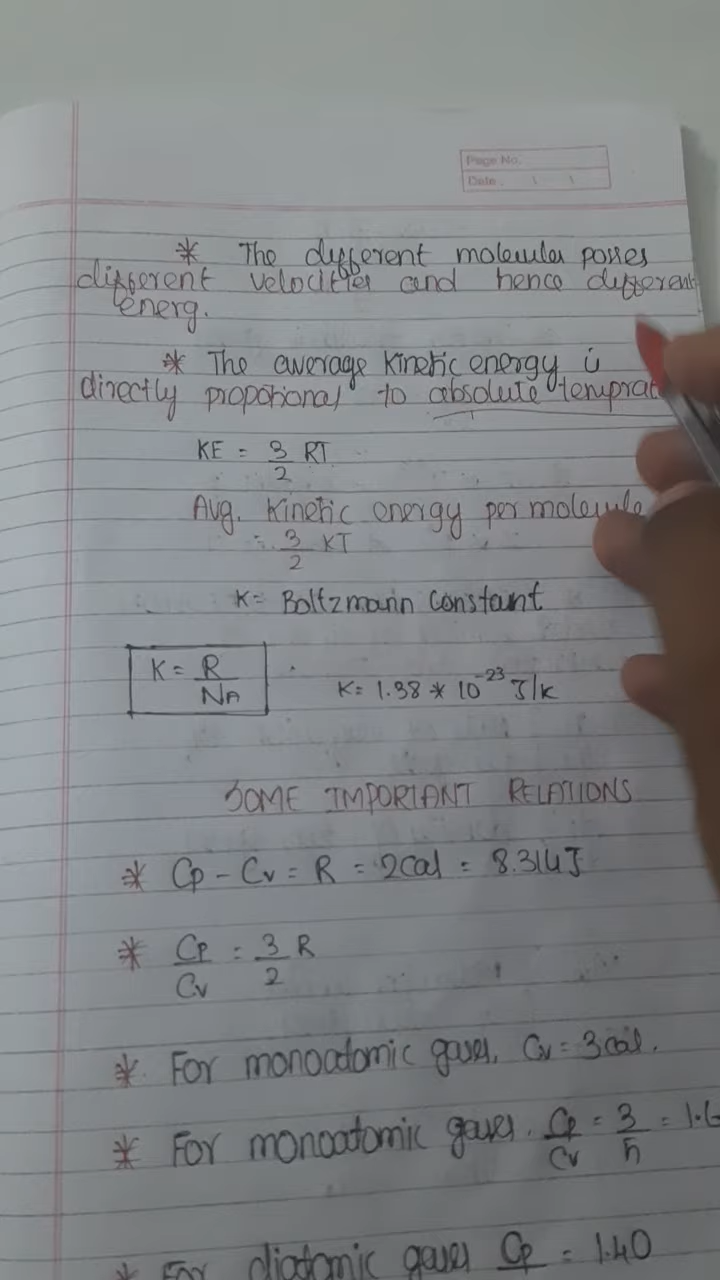 Page No.
Date
* The different molecules posses
different velocities and hence different
energ.
* The average kinetic energy is
directly propotional to absolute temprat
KE = 3/2 RT
Avg. kinetic energy per molecule
= 3/2 KT
K = Boltzmann Constant
K = R/NA
K = 1.38 * 10^-23 J/K
SOME IMPORTANT RELATIONS
* Cp - Cv = R = 2Cal = 8.314J
* Cp/Cv = 3/2 R
* For monoatomic gases, Cv = 3cal.
* For monoatomic gases. Cp/Cv = 3/5 = 1.6
* For diatomic gases Cp = 1.40